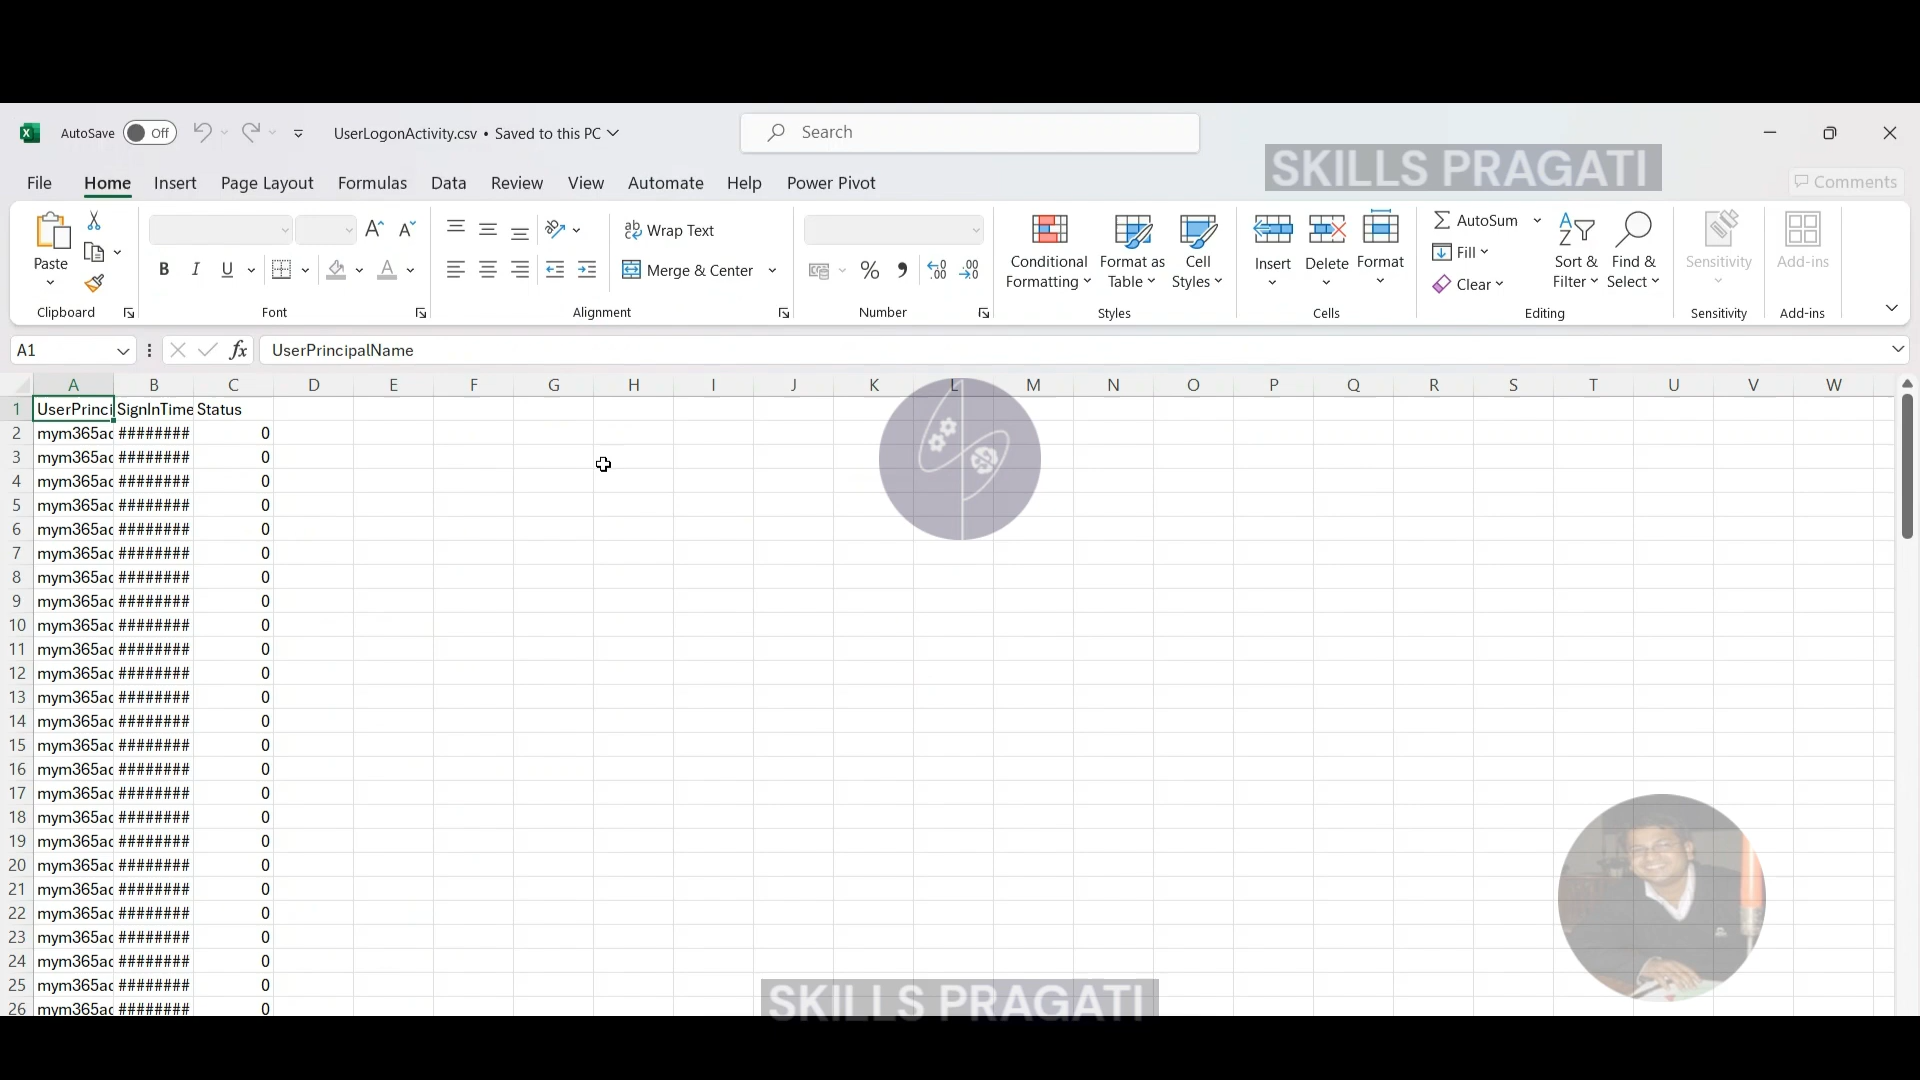 AutoSave Off UserLogonActivity.csv • Saved to this PC Search
SKILLS PRAGATI
File Home Insert Page Layout Formulas Data Review View Automate Help Power Pivot Comments
Paste
B I U
Clipboard
Font
ab Wrap Text
Merge & Center
Alignment
% ,
Number
Conditional Formatting
Format as Table
Cell Styles
Styles
Insert
Delete
Format
Cells
AutoSum
Fill
Clear
Sort & Filter
Find & Select
Editing
Sensitivity
Sensitivity
Add-ins
Add-ins
A1 fx UserPrincipalName
A B C D E F G H I J K L M N O P Q R S T U V W
1 UserPrinci SignInTime Status
2 mym365ac ######## 0
3 mym365ac ######## 0
4 mym365ac ######## 0
5 mym365ac ######## 0
6 mym365ac ######## 0
7 mym365ac ######## 0
8 mym365ac ######## 0
9 mym365ac ######## 0
10 mym365ac ######## 0
11 mym365ac ######## 0
12 mym365ac ######## 0
13 mym365ac ######## 0
14 mym365ac ######## 0
15 mym365ac ######## 0
16 mym365ac ######## 0
17 mym365ac ######## 0
18 mym365ac ######## 0
19 mym365ac ######## 0
20 mym365ac ######## 0
21 mym365ac ######## 0
22 mym365ac ######## 0
23 mym365ac ######## 0
24 mym365ac ######## 0
25 mym365ac ######## 0
26 mym365ac ######## 0
SKILLS PRAGATI